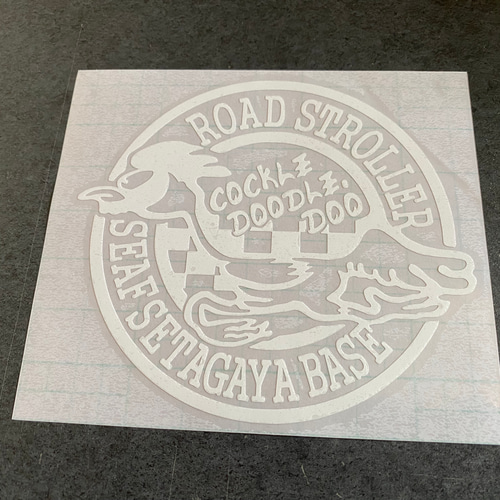 ROAD STROLLER
COCKLE
DOODLE.
DOO
SEAF SETAGAYA BASE